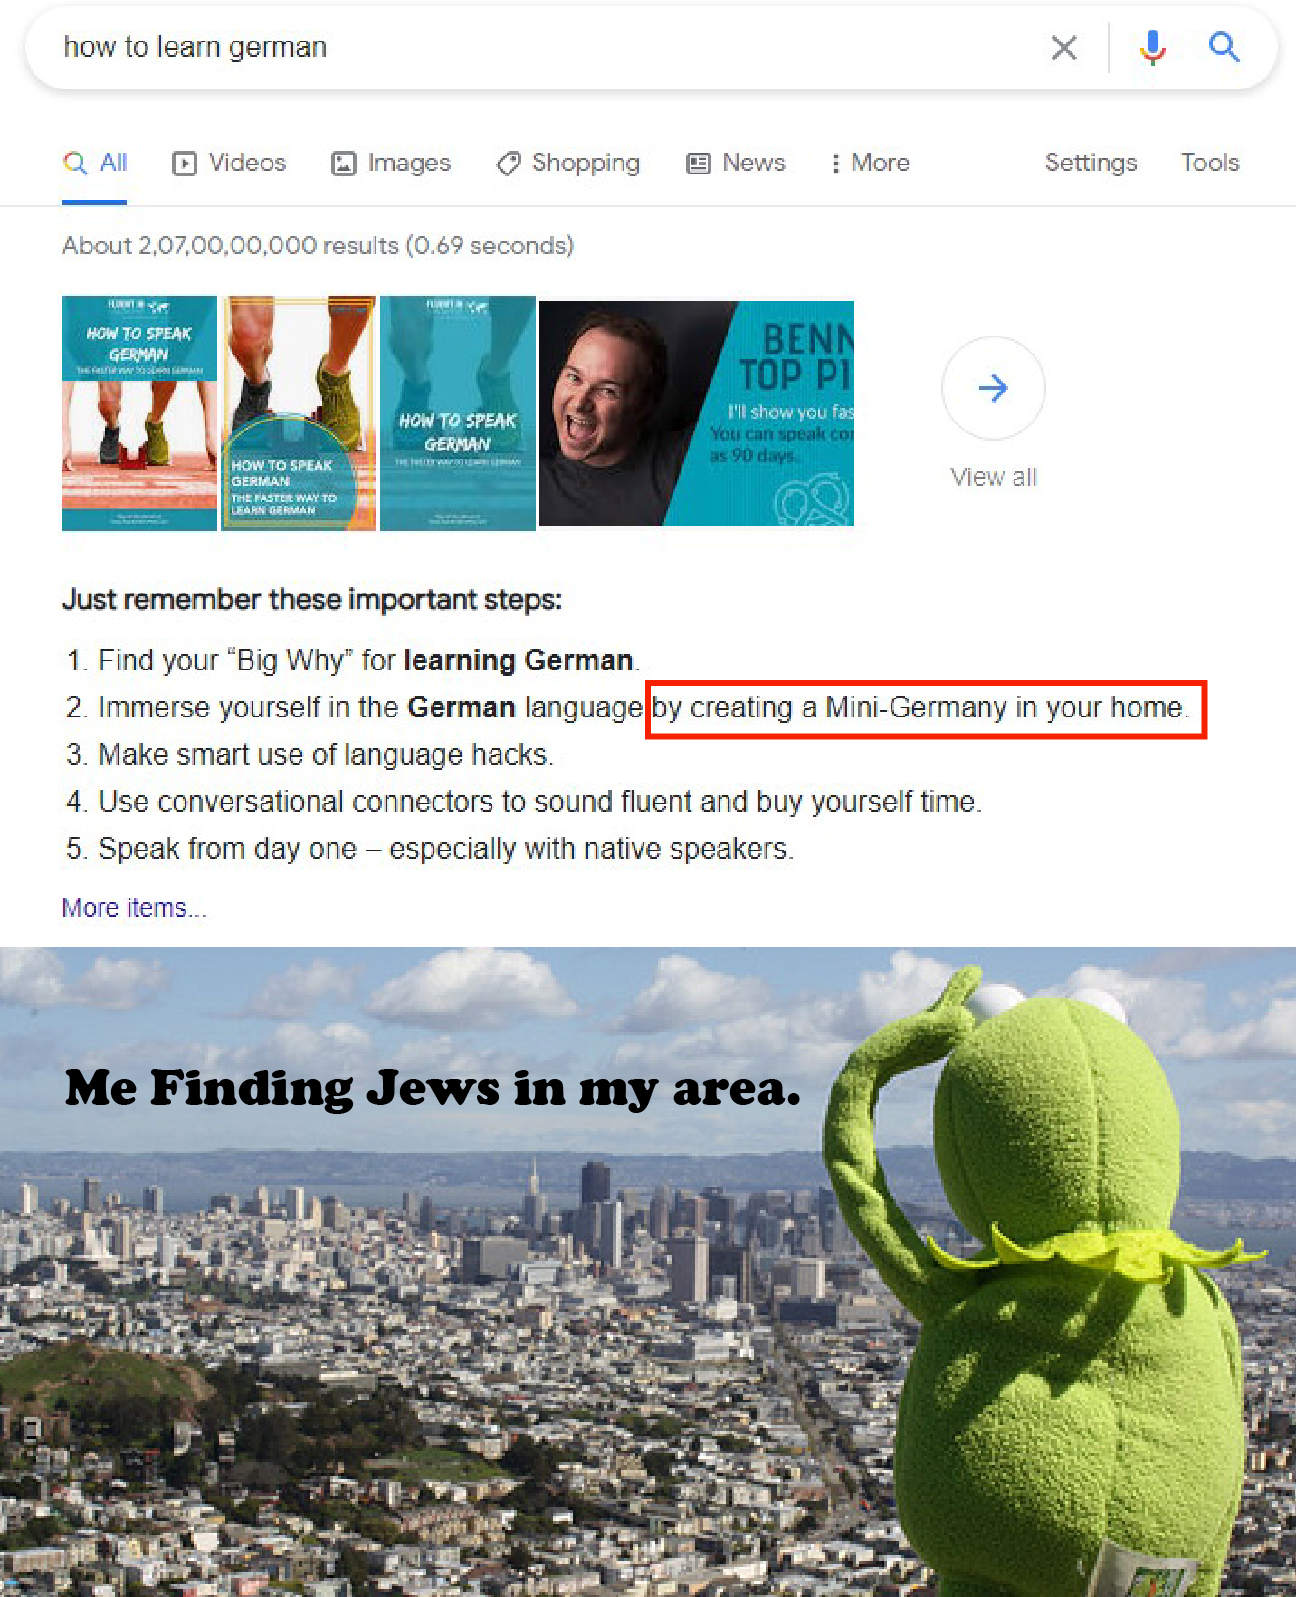 how to learn german
All Videos Images Shopping News More Settings Tools
About 2,07,00,00,000 results (0.69 seconds)
FLUENT IN
HOW TO SPEAK
GERMAN
THE FASTER WAY TO LEARN GERMAN
HOW TO SPEAK
GERMAN
THE FASTER WAY TO
LEARN GERMAN
FLUENT IN
HOW TO SPEAK
GERMAN
THE FASTER WAY TO LEARN GERMAN
BENN
TOP PI
I'll show you fas
You can speak con
as 90 days.
View all
Just remember these important steps:
1. Find your “Big Why” for learning German.
2. Immerse yourself in the German language by creating a Mini-Germany in your home.
3. Make smart use of language hacks.
4. Use conversational connectors to sound fluent and buy yourself time.
5. Speak from day one – especially with native speakers.
More items...
Me Finding Jews in my area.